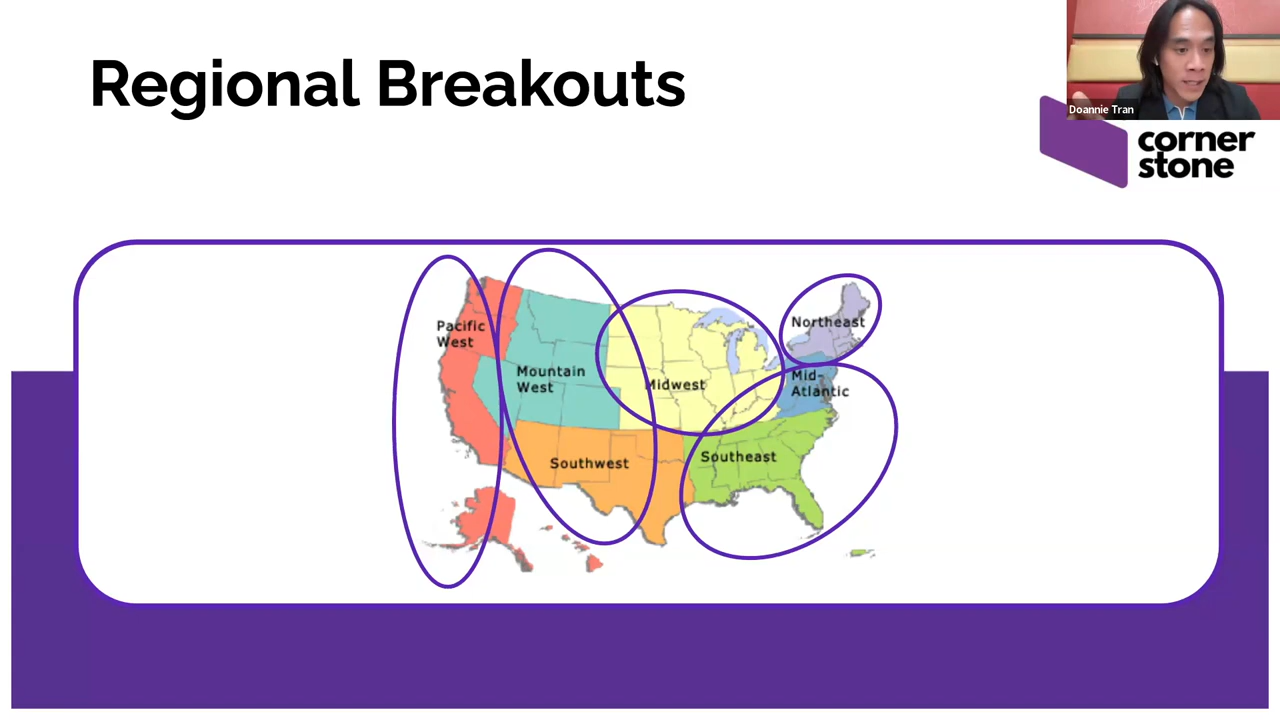 Regional Breakouts
Doannie Tran
corner
stone
Pacific
West
Mountain
West
Midwest
Northeast
Mid-
Atlantic
Southwest
Southeast